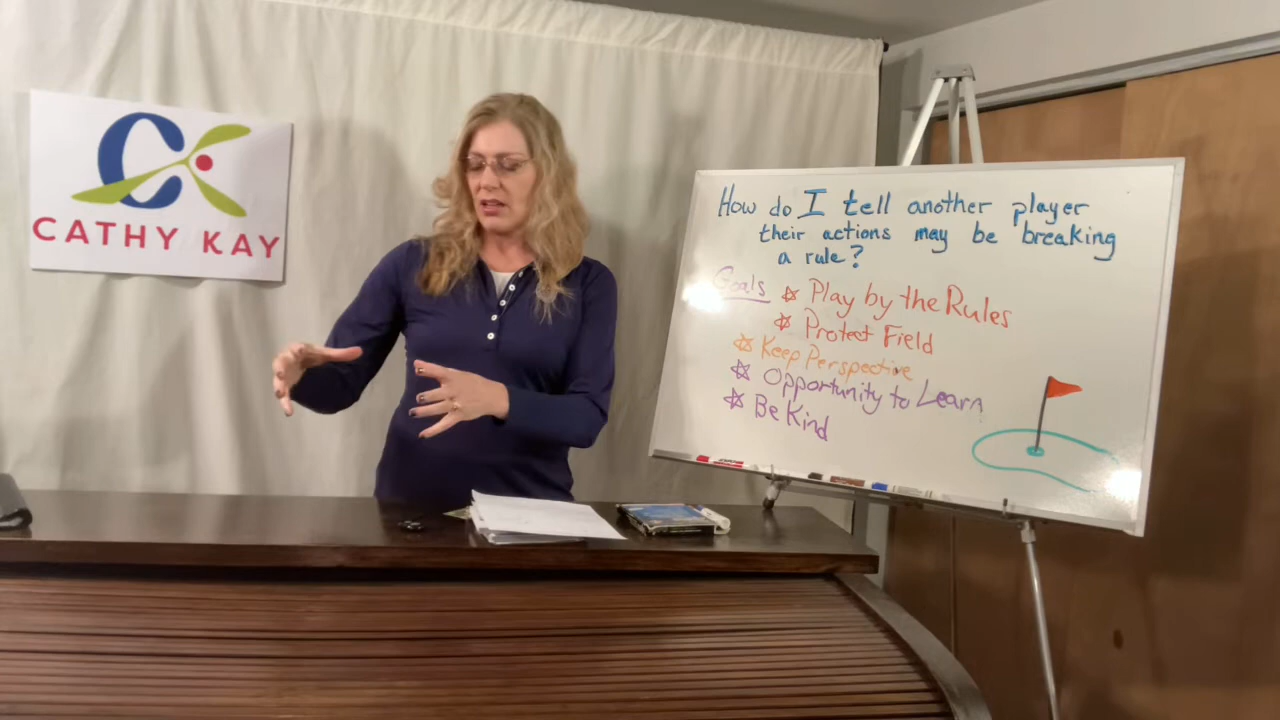 CATHY KAY
How do I tell another player
their actions may be breaking
a rule?
Goals
☆ Play by the Rules
☆ Protect Field
☆ Keep Perspective
☆ Opportunity to Learn
☆ Be Kind